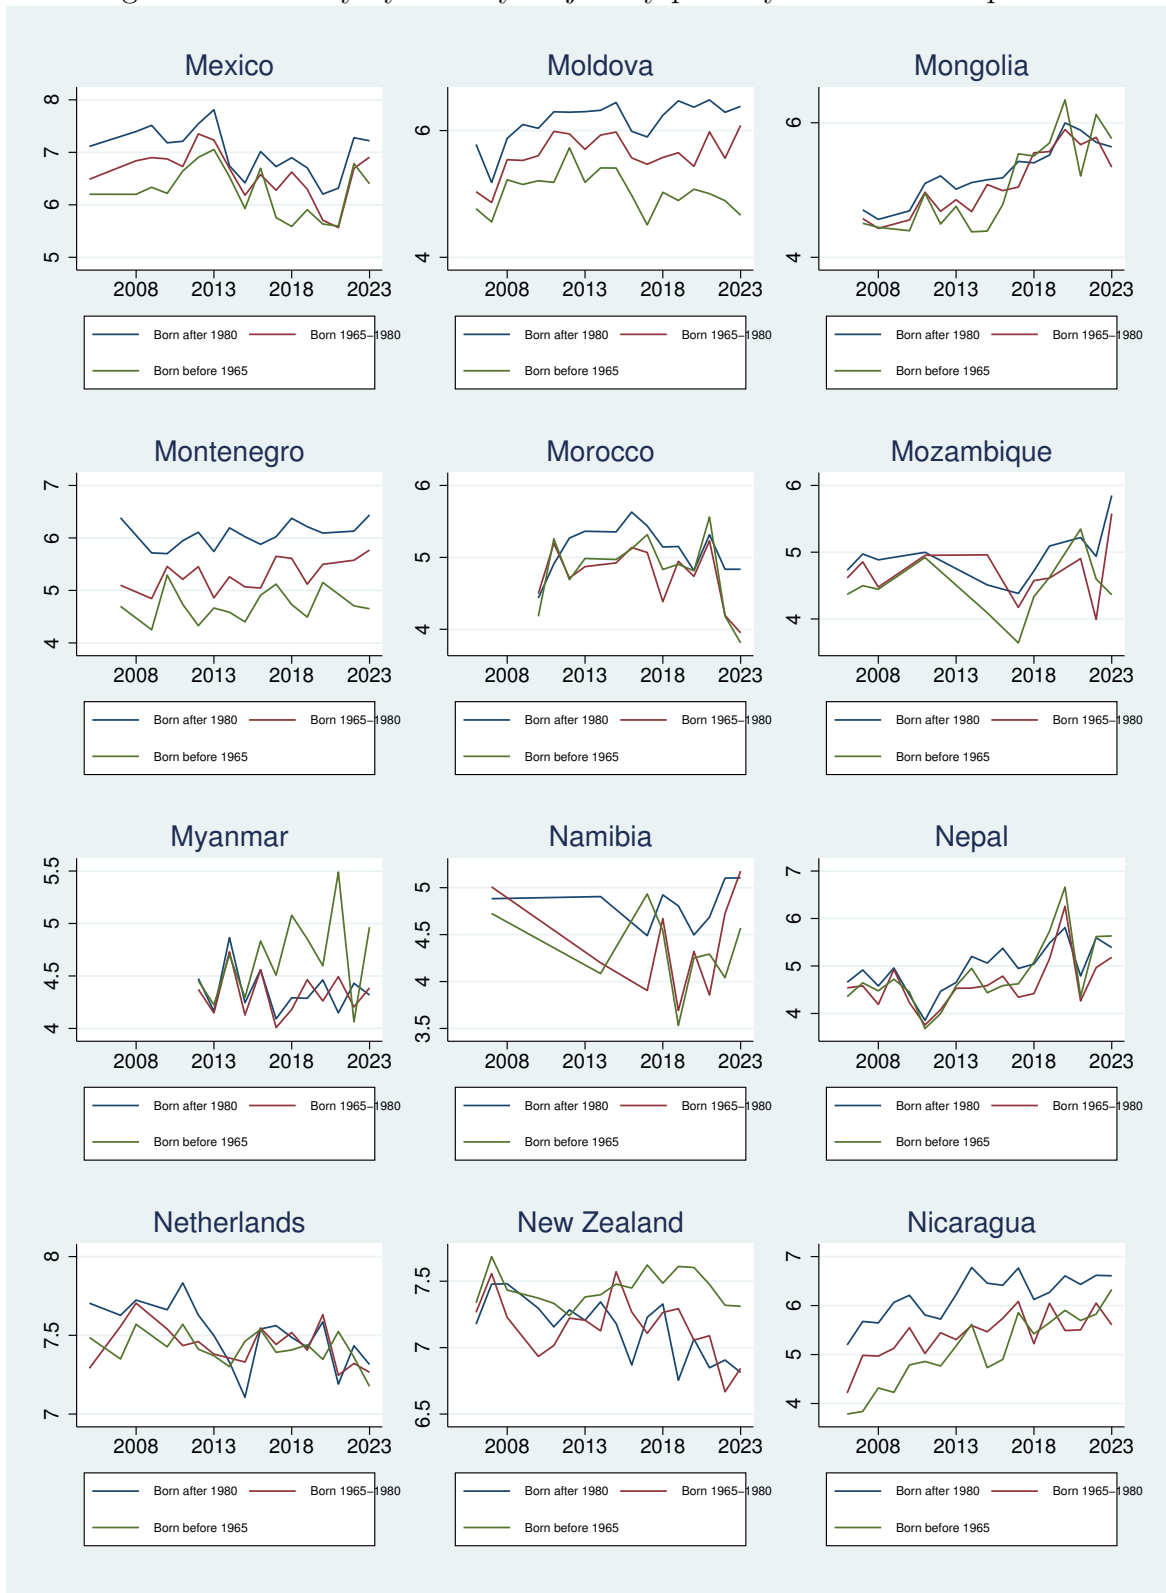 Mexico Moldova Mongolia
8
7
6
5
2008 2013 2018 2023
6
4
2008 2013 2018 2023
6
4
2008 2013 2018 2023
Born after 1980 Born 1965–1980
Born before 1965
Born after 1980 Born 1965–1980
Born before 1965
Born after 1980 Born 1965–1980
Born before 1965
Montenegro Morocco Mozambique
7
6
5
4
2008 2013 2018 2023
6
5
4
2008 2013 2018 2023
6
5
4
2008 2013 2018 2023
Born after 1980 Born 1965–1980
Born before 1965
Born after 1980 Born 1965–1980
Born before 1965
Born after 1980 Born 1965–1980
Born before 1965
Myanmar Namibia Nepal
5.5
5
4.5
4
2008 2013 2018 2023
5
4.5
4
3.5
2008 2013 2018 2023
7
6
5
4
2008 2013 2018 2023
Born after 1980 Born 1965–1980
Born before 1965
Born after 1980 Born 1965–1980
Born before 1965
Born after 1980 Born 1965–1980
Born before 1965
Netherlands New Zealand Nicaragua
8
7.5
7
2008 2013 2018 2023
7.5
7
6.5
2008 2013 2018 2023
7
6
5
4
2008 2013 2018 2023
Born after 1980 Born 1965–1980
Born before 1965
Born after 1980 Born 1965–1980
Born before 1965
Born after 1980 Born 1965–1980
Born before 1965